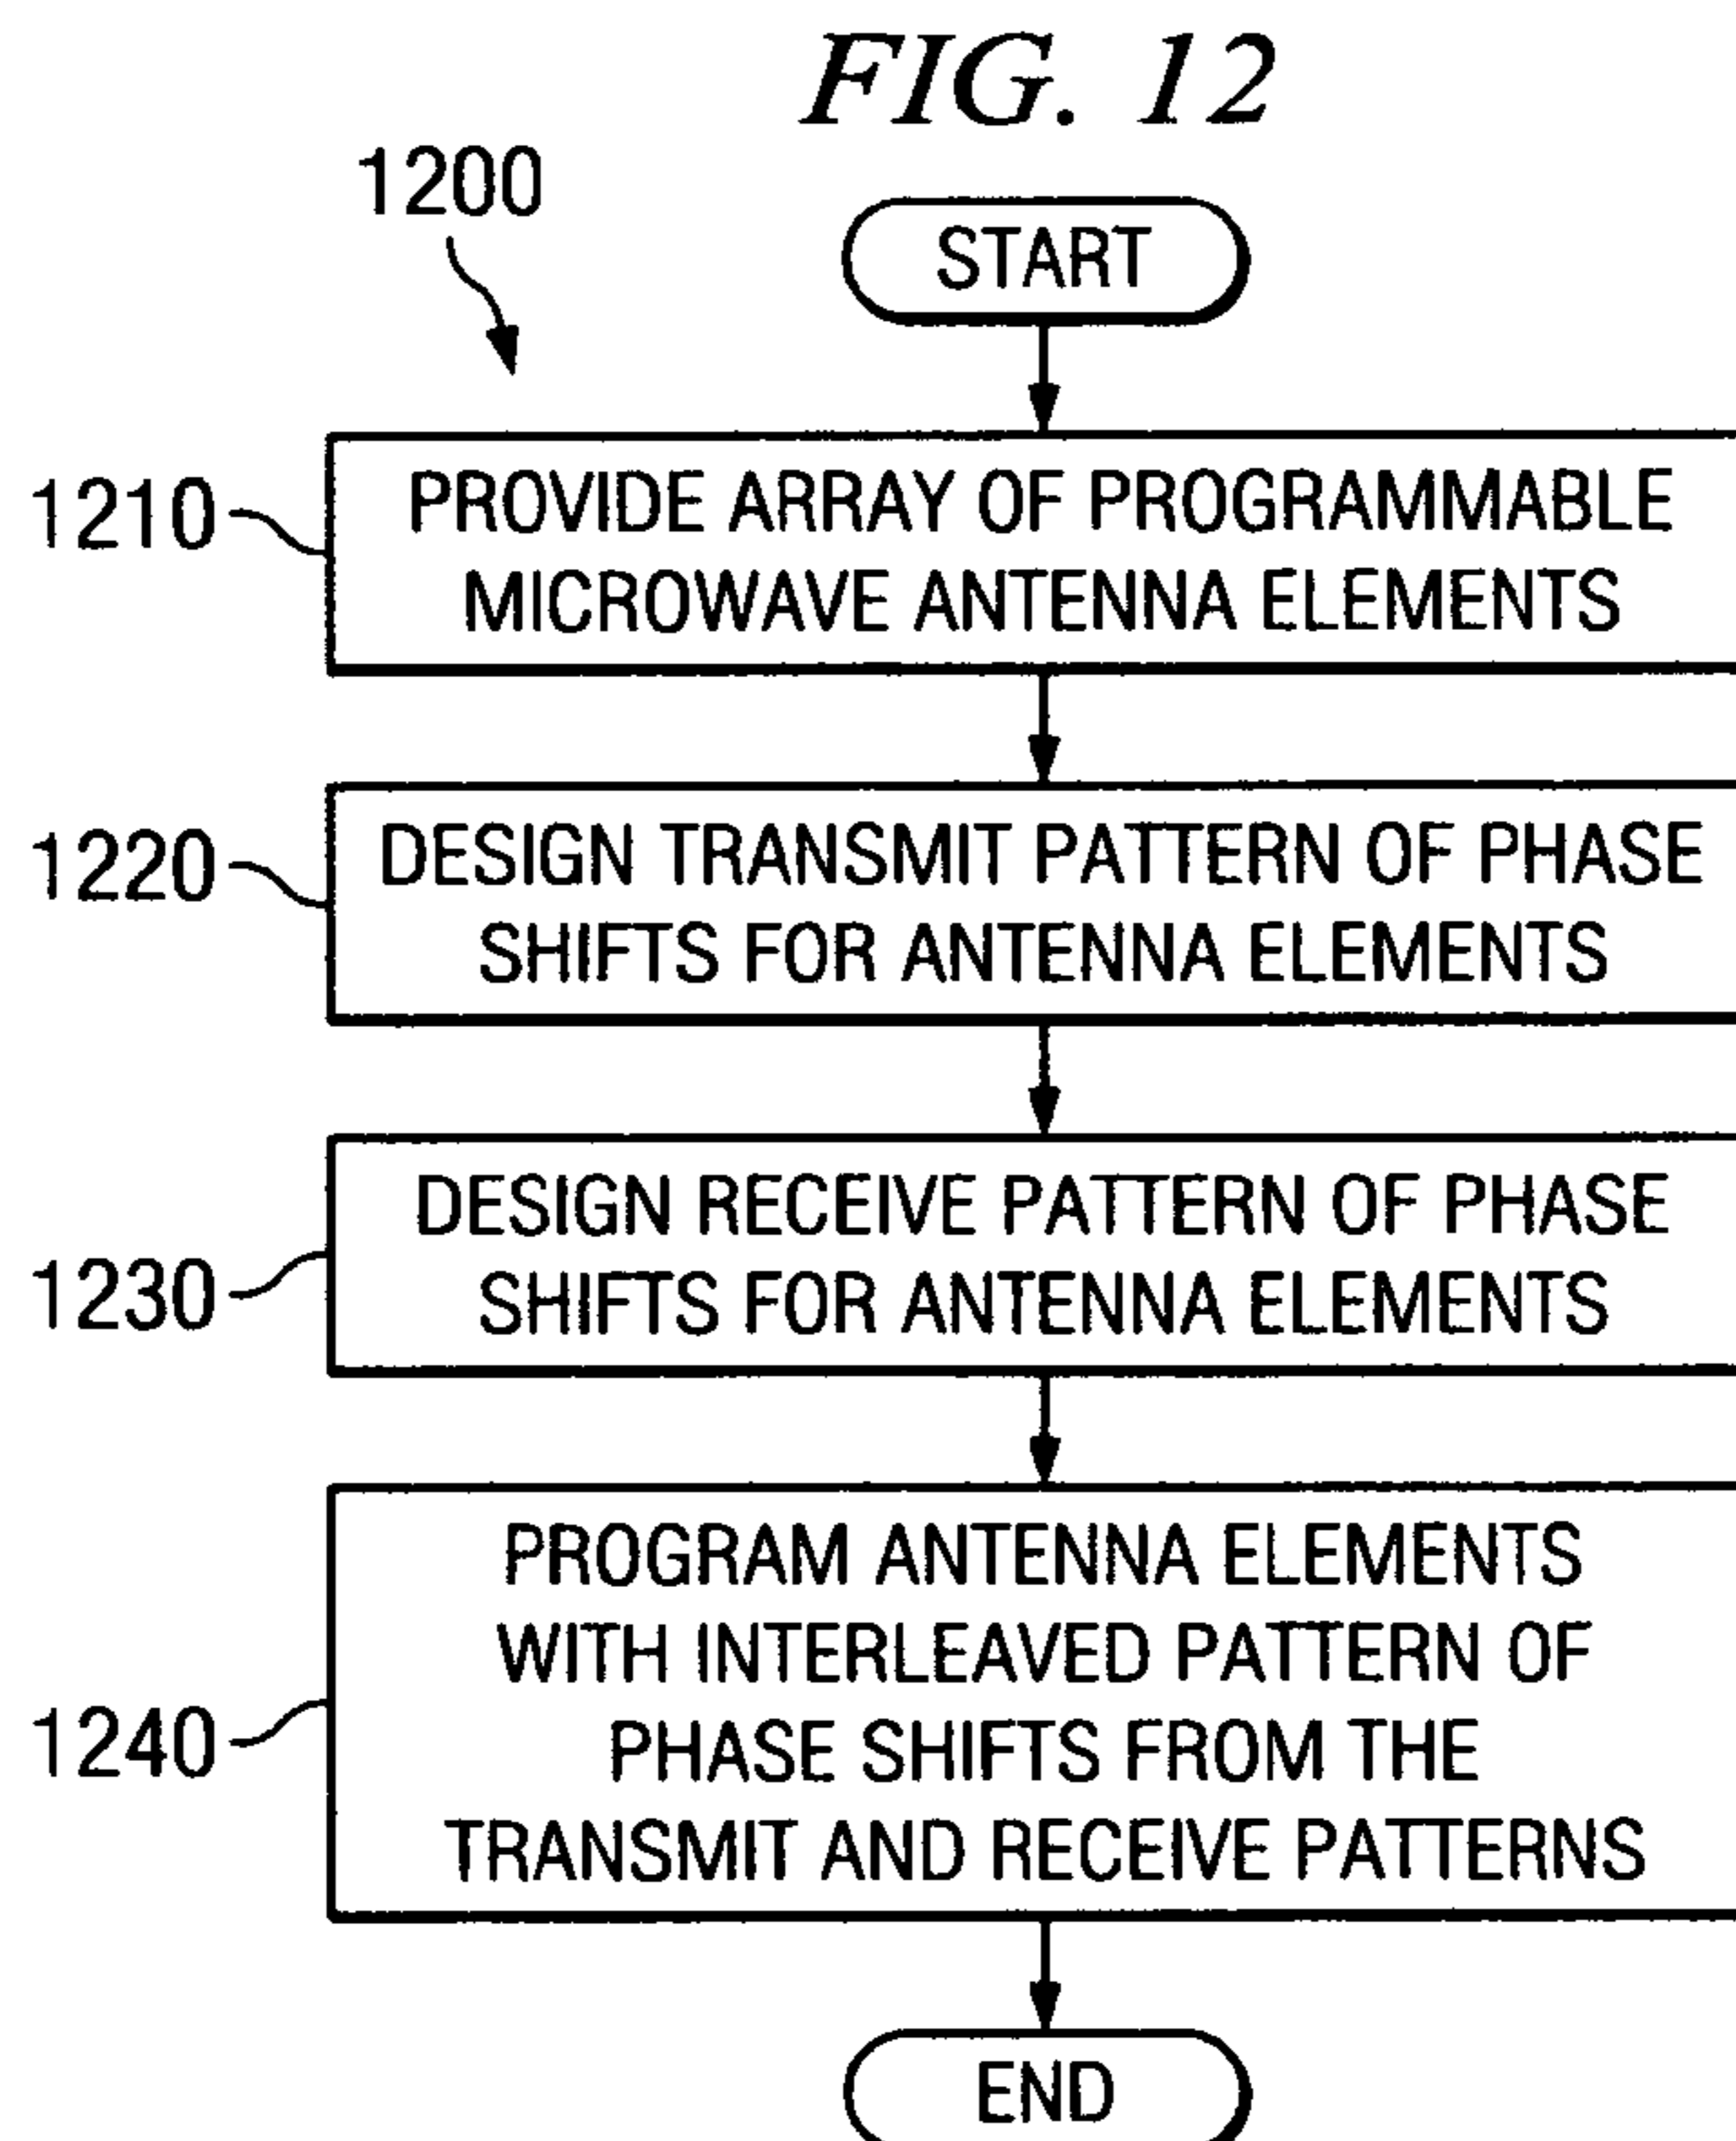 FIG. 12
1200
START
1210
PROVIDE ARRAY OF PROGRAMMABLE
MICROWAVE ANTENNA ELEMENTS
1220
DESIGN TRANSMIT PATTERN OF PHASE
SHIFTS FOR ANTENNA ELEMENTS
1230
DESIGN RECEIVE PATTERN OF PHASE
SHIFTS FOR ANTENNA ELEMENTS
1240
PROGRAM ANTENNA ELEMENTS
WITH INTERLEAVED PATTERN OF
PHASE SHIFTS FROM THE
TRANSMIT AND RECEIVE PATTERNS
END